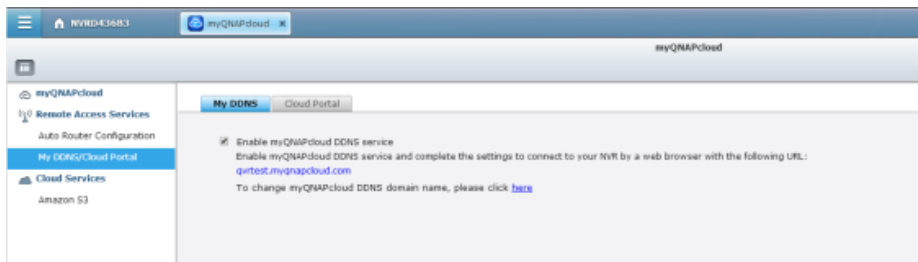 NVRD43683
myQNAPcloud
myQNAPcloud
myQNAPcloud
Remote Access Services
Auto Router Configuration
My DDNS/Cloud Portal
Cloud Services
Amazon S3
My DDNS
Cloud Portal
Enable myQNAPcloud DDNS service
Enable myQNAPcloud DDNS service and complete the settings to connect to your NVR by a web browser with the following URL:
qvrtest.myqnapcloud.com
To change myQNAPcloud DDNS domain name, please click here